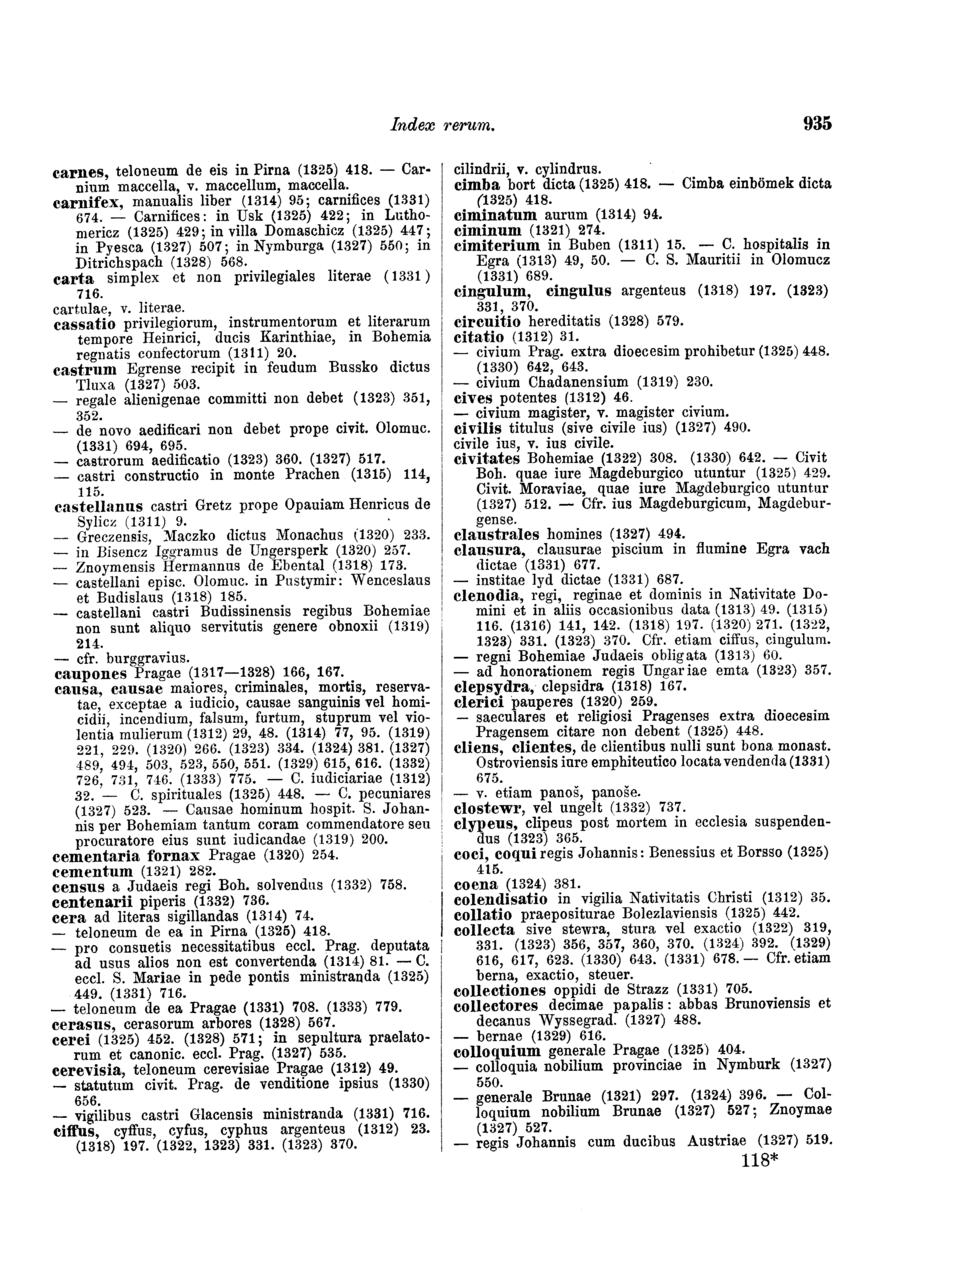 Index rerum.
935
carnes, teloneum de eis in Pirna (1325) 418. — Car-
nium maccella, v. maccellum, maccella.
carnifex, manualis liber (1314) 95; carnifices (1331)
674. — Carnifices: in Usk (1325) 422; in Lutho-
mericz (1325) 429; in villa Domaschicz (1325) 447;
in Pyesca (1327) 507; in Nymburga (1327) 550; in
Ditrichspach (1328) 568.
carta simplex et non privilegiales literae (1331)
716.
cartulae, v. literae.
cassatio privilegiorum, instrumentorum et literarum
tempore Heinrici, ducis Karinthiae, in Bohemia
regnatis confectorum (1311) 20.
castrum Egrense recipit in feudum Bussko dictus
Tluxa (1327) 503.
— regale alienigenae committi non debet (1323) 351,
352.
— de novo aedificari non debet prope civit. Olomuc.
(1331) 694, 695.
— castrorum aedificatio (1323) 360. (1327) 517.
— castri constructio in monte Prachen (1315) 114,
115.
castellanus castri Gretz prope Opauiam Henricus de
Sylicz (1311) 9.
— Greczensis, Maczko dictus Monachus (1320) 233.
— in Bisencz Iggramus de Ungersperk (1320) 257.
— Znoymensis Hermannus de Ebental (1318) 173.
— castellani episc. Olomuc. in Pustymir: Wenceslaus
et Budislaus (1318) 185.
— castellani castri Budissinensis regibus Bohemiae
non sunt aliquo servitutis genere obnoxii (1319)
214.
— cfr. burggravius.
caupones Pragae (1317—1328) 166, 167.
causa, causae maiores, criminales, mortis, reserva-
tae, exceptae a iudicio, causae sanguinis vel homi-
cidii, incendium, falsum, furtum, stuprum vel vio-
lentia mulierum (1312) 29, 48. (1314) 77, 95. (1319)
221, 229. (1320) 266. (1323) 334. (1324) 381. (1327)
489, 494, 503, 523, 550, 551. (1329) 615, 616. (1332)
726, 731, 746. (1333) 775. — C. iudiciariae (1312)
32. — C. spirituales (1325) 448. — C. pecuniares
(1327) 523. — Causae hominum hospit. S. Johan-
nis per Bohemiam tantum coram commendatore seu
procuratore eius sunt iudicandae (1319) 200.
cementaria fornax Pragae (1320) 254.
cementum (1321) 282.
census a Judaeis regi Boh. solvendus (1332) 758.
centenarii piperis (1332) 736.
cera ad literas sigillandas (1314) 74.
— teloneum de ea in Pirna (1325) 418.
— pro consuetis necessitatibus eccl. Prag. deputata
ad usus alios non est convertenda (1314) 81. — C.
eccl. S. Mariae in pede pontis ministranda (1325)
449. (1331) 716.
— teloneum de ea Pragae (1331) 708. (1333) 779.
cerasus, cerasorum arbores (1328) 567.
cerei (1325) 452. (1328) 571; in sepultura praelato-
rum et canonic. eccl. Prag. (1327) 535.
cerevisia, teloneum cerevisiae Pragae (1312) 49.
— statutum civit. Prag. de venditione ipsius (1330)
656.
— vigilibus castri Glacensis ministranda (1331) 716.
ciffus, cyffus, cyfus, cyphus argenteus (1312) 23.
(1318) 197. (1322, 1323) 331. (1323) 370.
cilindrii, v. cylindrus.
cimba bort dicta (1325) 418. — Cimba einbömek dicta
(1325) 418.
ciminatum aurum (1314) 94.
ciminum (1321) 274.
cimiterium in Buben (1311) 15. — C. hospitalis in
Egra (1313) 49, 50. — C. S. Mauritii in Olomucz
(1331) 689.
cingulum, cingulus argenteus (1318) 197. (1323)
331, 370.
circuitio hereditatis (1328) 579.
citatio (1312) 31.
— civium Prag. extra dioecesim prohibetur (1325) 448.
(1330) 642, 643.
— civium Chadanensium (1319) 230.
cives potentes (1312) 46.
— civium magister, v. magister civium.
civilis titulus (sive civile ius) (1327) 490.
civile ius, v. ius civile.
civitates Bohemiae (1322) 308. (1330) 642. — Civit
Boh. quae iure Magdeburgico utuntur (1325) 429.
Civit. Moraviae, quae iure Magdeburgico utuntur
(1327) 512. — Cfr. ius Magdeburgicum, Magdebur-
gense.
claustrales homines (1327) 494.
clausura, clausurae piscium in flumine Egra vach
dictae (1331) 677.
— institae lyd dictae (1331) 687.
clenodia, regi, reginae et dominis in Nativitate Do-
mini et in aliis occasionibus data (1313) 49. (1315)
116. (1316) 141, 142. (1318) 197. (1320) 271. (1322,
1323) 331. (1323) 370. Cfr. etiam ciffus, cingulum.
— regni Bohemiae Judaeis obligata (1313) 60.
— ad honorationem regis Ungariae emta (1323) 357.
clepsydra, clepsidra (1318) 167.
clerici pauperes (1320) 259.
— saeculares et religiosi Pragenses extra dioecesim
Pragensem citare non debent (1325) 448.
cliens, clientes, de clientibus nulli sunt bona monast.
Ostroviensis iure emphiteutico locata vendenda (1331)
675.
— v. etiam panoš, panoše.
clostewr, vel ungelt (1332) 737.
clypeus, clipeus post mortem in ecclesia suspenden-
dus (1323) 365.
coci, coqui regis Johannis: Benessius et Borsso (1325)
415.
coena (1324) 381.
colendisatio in vigilia Nativitatis Christi (1312) 35.
collatio praepositurae Bolezlaviensis (1325) 442.
collecta sive stewra, stura vel exactio (1322) 319,
331. (1323) 356, 357, 360, 370. (1324) 392. (1329)
616, 617, 623. (1330) 643. (1331) 678. — Cfr. etiam
berna, exactio, steuer.
collectiones oppidi de Strazz (1331) 705.
collectores decimae papalis: abbas Brunoviensis et
decanus Wyssegrad. (1327) 488.
— bernae (1329) 616.
colloquium generale Pragae (1325) 404.
— colloquia nobilium provinciae in Nymburk (1327)
550.
— generale Brunae (1321) 297. (1324) 396. — Col-
loquium nobilium Brunae (1327) 527; Znoymae
(1327) 527.
— regis Johannis cum ducibus Austriae (1327) 519.
118*